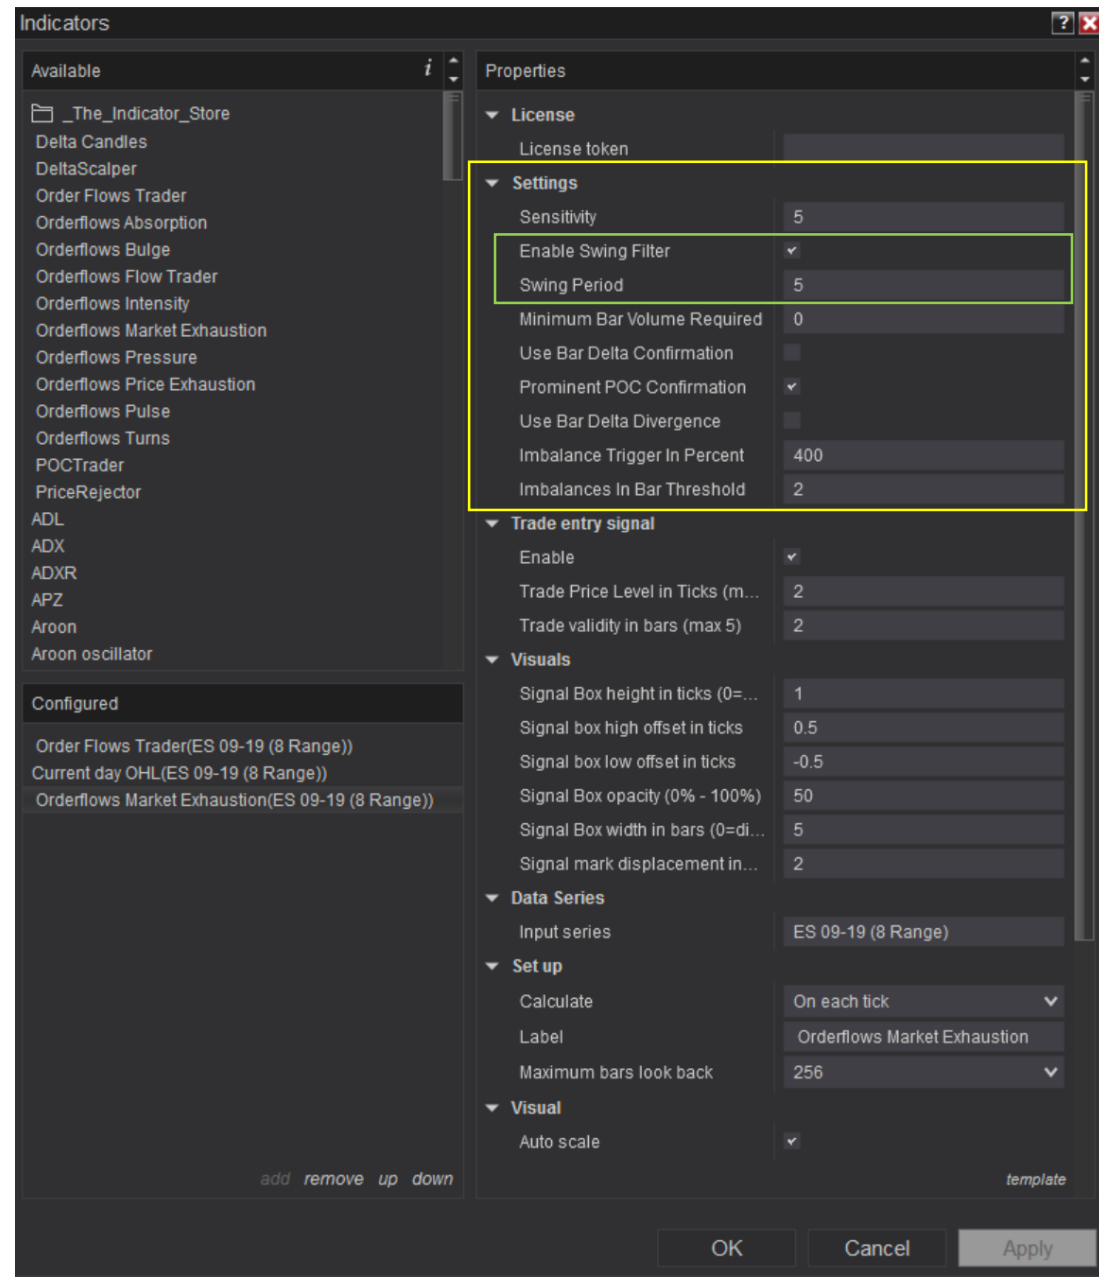 Indicators
?
Available
i
_The_Indicator_Store
Delta Candles
DeltaScalper
Order Flows Trader
Orderflows Absorption
Orderflows Bulge
Orderflows Flow Trader
Orderflows Intensity
Orderflows Market Exhaustion
Orderflows Pressure
Orderflows Price Exhaustion
Orderflows Pulse
Orderflows Turns
POCTrader
PriceRejector
ADL
ADX
ADXR
APZ
Aroon
Aroon oscillator
Configured
Order Flows Trader(ES 09-19 (8 Range))
Current day OHL(ES 09-19 (8 Range))
Orderflows Market Exhaustion(ES 09-19 (8 Range))
add remove up down
Properties
License
License token
Settings
Sensitivity 5
Enable Swing Filter
Swing Period 5
Minimum Bar Volume Required 0
Use Bar Delta Confirmation
Prominent POC Confirmation
Use Bar Delta Divergence
Imbalance Trigger In Percent 400
Imbalances In Bar Threshold 2
Trade entry signal
Enable
Trade Price Level in Ticks (m... 2
Trade validity in bars (max 5) 2
Visuals
Signal Box height in ticks (0=... 1
Signal box high offset in ticks 0.5
Signal box low offset in ticks -0.5
Signal Box opacity (0% - 100%) 50
Signal Box width in bars (0=di... 5
Signal mark displacement in... 2
Data Series
Input series ES 09-19 (8 Range)
Set up
Calculate On each tick
Label Orderflows Market Exhaustion
Maximum bars look back 256
Visual
Auto scale
template
OK Cancel Apply